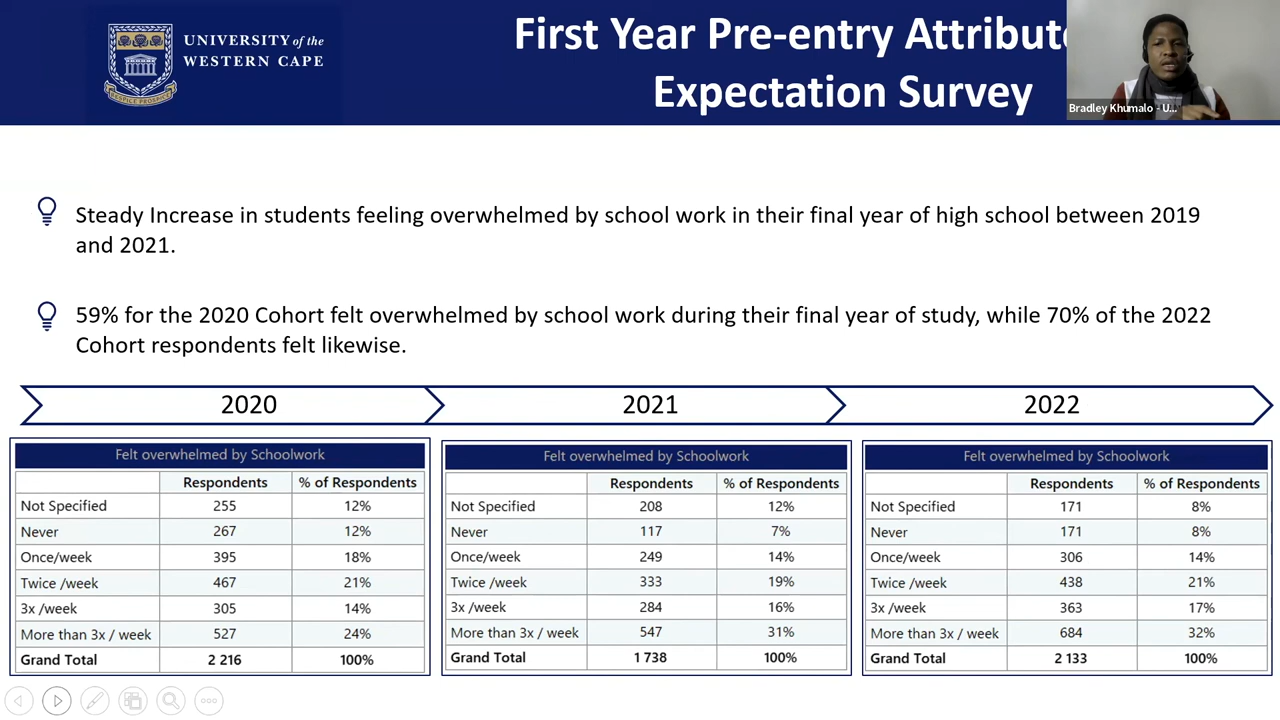 UNIVERSITY of the
WESTERN CAPE
RESPICE PROSPICE
First Year Pre-entry Attribut
Expectation Survey
Bradley Khumalo - U...
Steady Increase in students feeling overwhelmed by school work in their final year of high school between 2019
and 2021.
59% for the 2020 Cohort felt overwhelmed by school work during their final year of study, while 70% of the 2022
Cohort respondents felt likewise.
2020 2021 2022
Felt overwhelmed by Schoolwork
Respondents % of Respondents
Not Specified 255 12%
Never 267 12%
Once/week 395 18%
Twice /week 467 21%
3x /week 305 14%
More than 3x / week 527 24%
Grand Total 2 216 100%
Felt overwhelmed by Schoolwork
Respondents % of Respondents
Not Specified 208 12%
Never 117 7%
Once/week 249 14%
Twice /week 333 19%
3x /week 284 16%
More than 3x / week 547 31%
Grand Total 1 738 100%
Felt overwhelmed by Schoolwork
Respondents % of Respondents
Not Specified 171 8%
Never 171 8%
Once/week 306 14%
Twice /week 438 21%
3x /week 363 17%
More than 3x / week 684 32%
Grand Total 2 133 100%